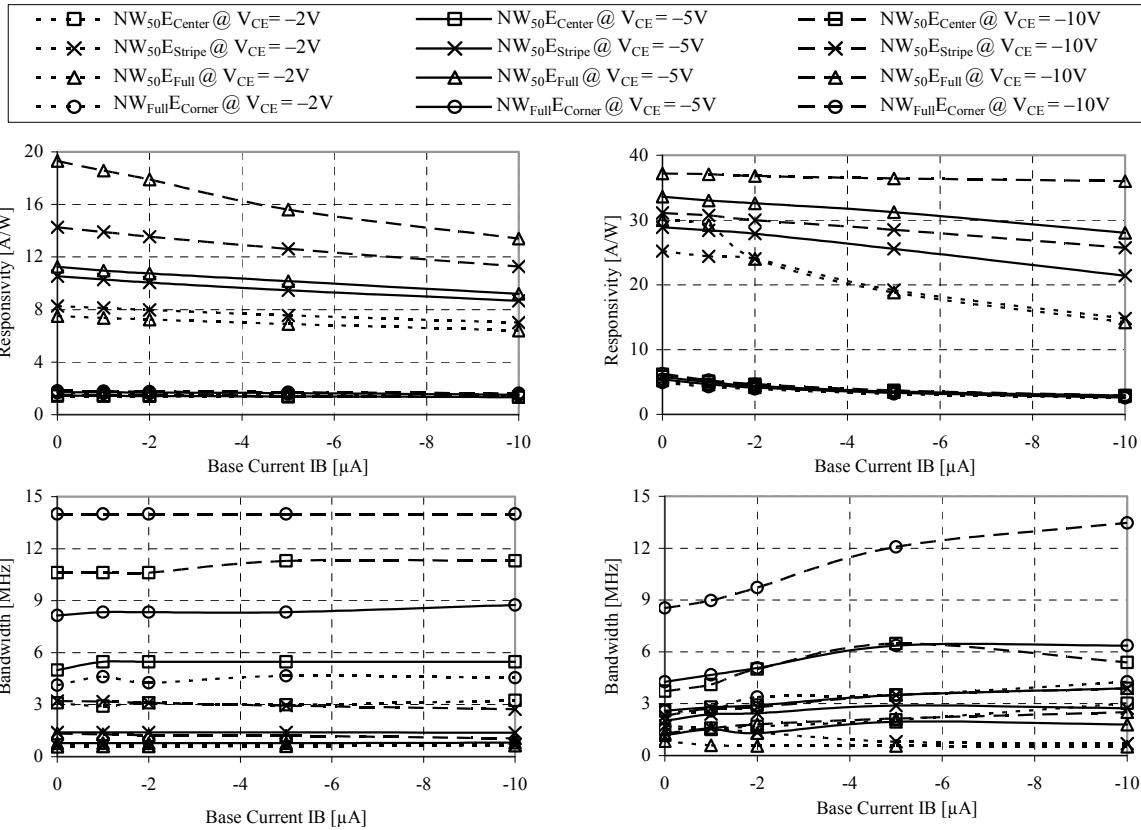 NW50ECenter @ VCE = –2V NW50ECenter @ VCE = –5V NW50ECenter @ VCE = –10V
NW50EStripe @ VCE = –2V NW50EStripe @ VCE = –5V NW50EStripe @ VCE = –10V
NW50EFull @ VCE = –2V NW50EFull @ VCE = –5V NW50EFull @ VCE = –10V
NWFullECorner @ VCE = –2V NWFullECorner @ VCE = –5V NWFullECorner @ VCE = –10V
Responsivity [A/W]
20
16
12
8
4
0
0 -2 -4 -6 -8 -10
Base Current IB [µA]
Responsivity [A/W]
40
30
20
10
0
0 -2 -4 -6 -8 -10
Base Current IB [µA]
Bandwidth [MHz]
15
12
9
6
3
0
0 -2 -4 -6 -8 -10
Base Current IB [µA]
Bandwidth [MHz]
15
12
9
6
3
0
0 -2 -4 -6 -8 -10
Base Current IB [µA]